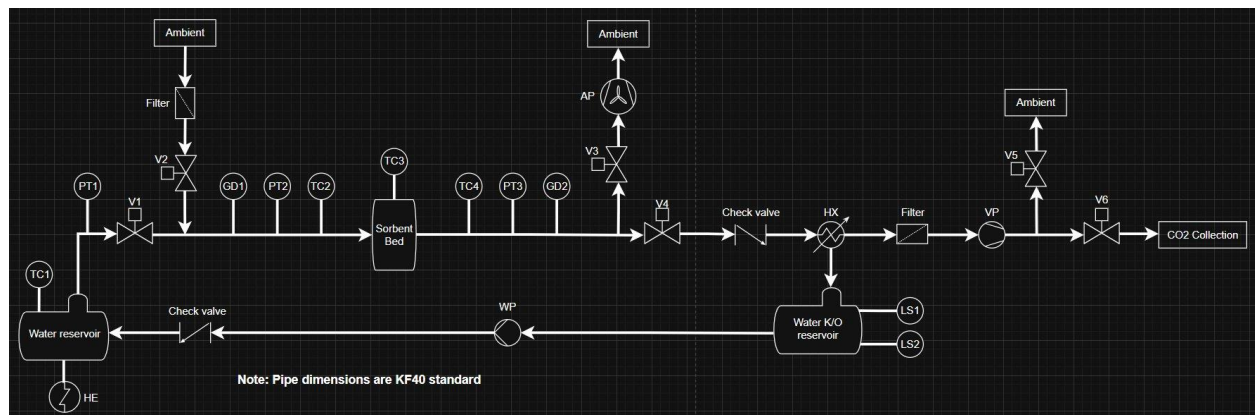 Ambient
Ambient
Filter
AP
Ambient
V2
V3
V5
PT1
V1
GD1
PT2
TC2
TC3
TC4
PT3
GD2
V4
Check valve
HX
Filter
VP
V6
Sorbent
Bed
CO2 Collection
TC1
Water reservoir
Check valve
WP
Water K/O
reservoir
LS1
LS2
HE
Note: Pipe dimensions are KF40 standard